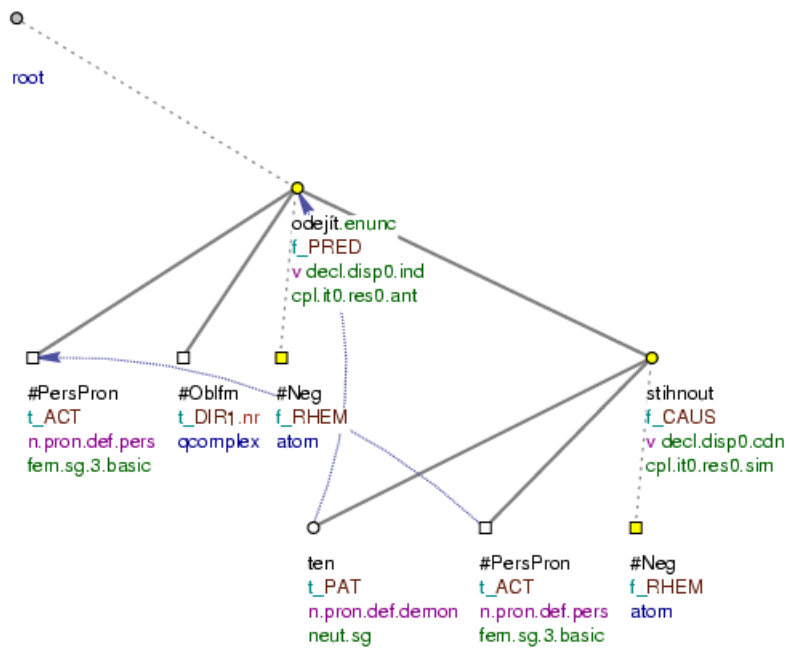 root
odejít.enunc
f_PRED
v decl.disp0.ind
cpl.it0.res0.ant
#PersPron
t_ACT
n.pron.def.pers
fem.sg.3.basic
#Oblfm
t_DIR1.nr
qcomplex
#Neg
f_RHEM
atom
stihnout
f_CAUS
v decl.disp0.cdn
cpl.it0.res0.sim
ten
t_PAT
n.pron.def.demon
neut.sg
#PersPron
t_ACT
n.pron.def.pers
fem.sg.3.basic
#Neg
f_RHEM
atom